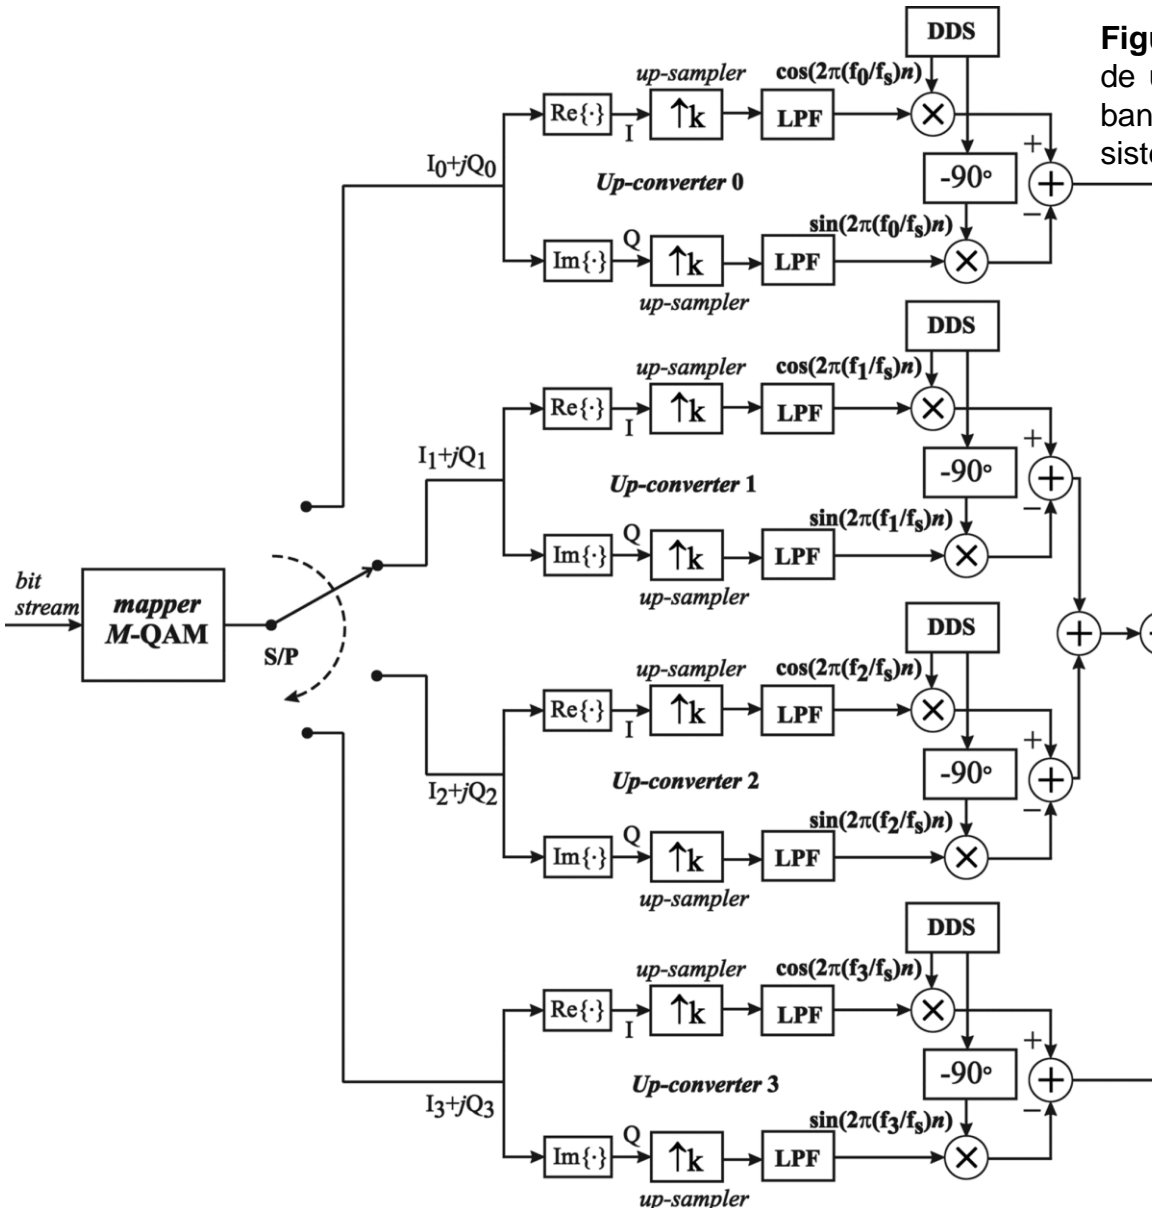 DDS
Figu
de u
ban
siste
up-sampler
cos(2π(f0/fs)n)
Re{·}
I
↑k
LPF
I0+jQ0
Up-converter 0
-90°
+
−
sin(2π(f0/fs)n)
Im{·}
Q
↑k
LPF
up-sampler
DDS
up-sampler
cos(2π(f1/fs)n)
Re{·}
I
↑k
LPF
I1+jQ1
Up-converter 1
-90°
+
−
sin(2π(f1/fs)n)
Im{·}
Q
↑k
LPF
up-sampler
bit
stream
mapper
M-QAM
S/P
DDS
up-sampler
cos(2π(f2/fs)n)
Re{·}
I
↑k
LPF
I2+jQ2
Up-converter 2
-90°
+
−
sin(2π(f2/fs)n)
Im{·}
Q
↑k
LPF
up-sampler
DDS
up-sampler
cos(2π(f3/fs)n)
Re{·}
I
↑k
LPF
I3+jQ3
Up-converter 3
-90°
+
−
sin(2π(f3/fs)n)
Im{·}
Q
↑k
LPF
up-sampler